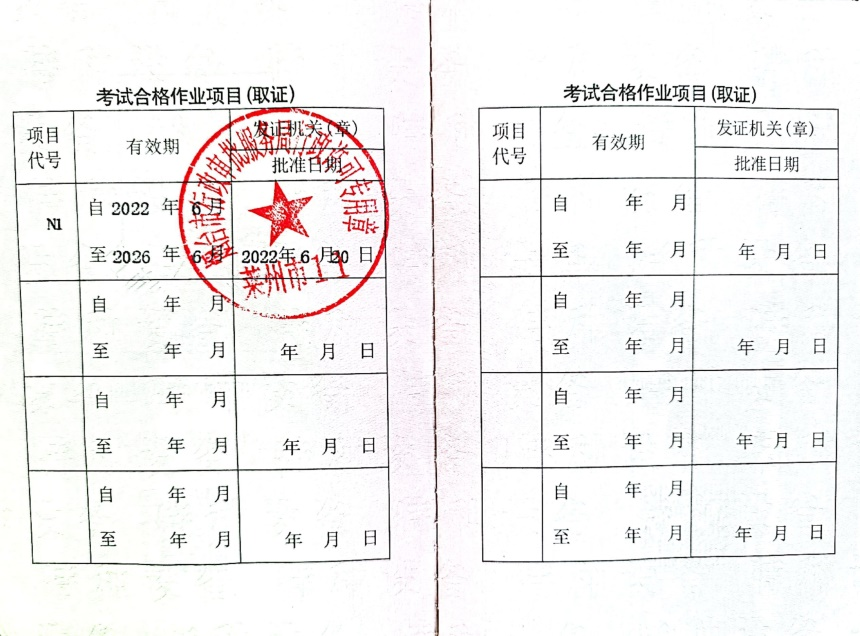 考试合格作业项目(取证)
项目代号 有效期 发证机关(章)
批准日期
N1 自 2022 年 6 月
至 2026 年 6 月 2022 年 6 月 20 日
自 年 月
至 年 月 年 月 日
自 年 月
至 年 月 年 月 日
自 年 月
至 年 月 年 月 日
烟台市行政审批服务局行政许可专用章
莱州市11
考试合格作业项目(取证)
项目代号 有效期 发证机关(章)
批准日期
自 年 月
至 年 月 年 月 日
自 年 月
至 年 月 年 月 日
自 年 月
至 年 月 年 月 日
自 年 月
至 年 月 年 月 日